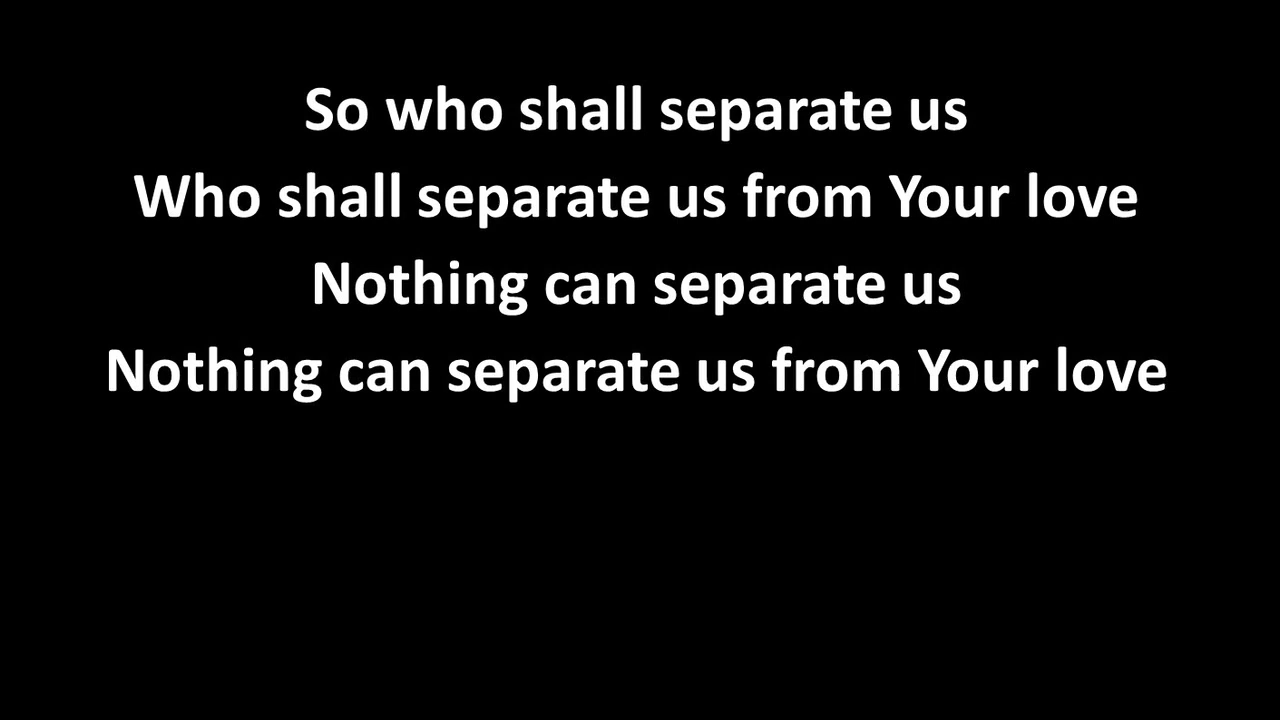 So who shall separate us
Who shall separate us from Your love
Nothing can separate us
Nothing can separate us from Your love